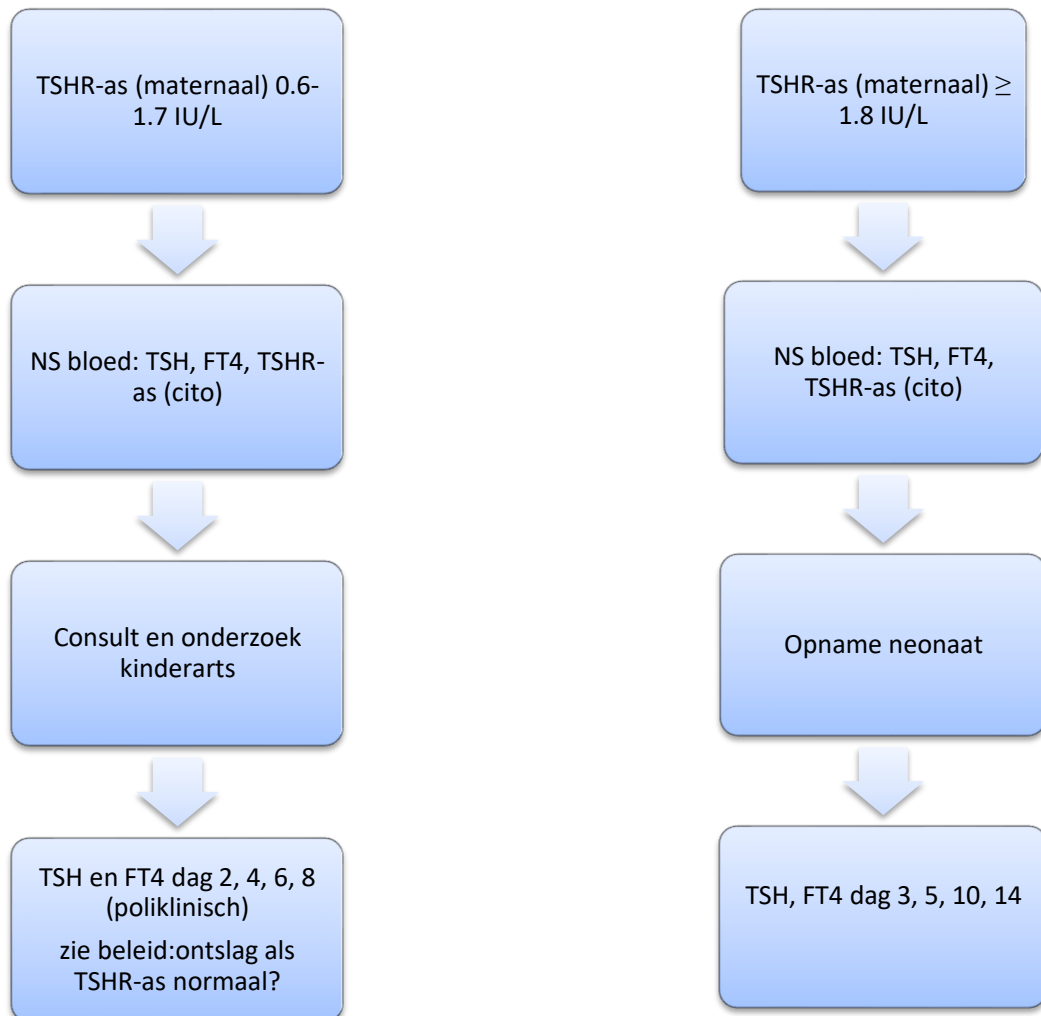 TSHR-as (maternaal) 0.6-
1.7 IU/L
NS bloed: TSH, FT4, TSHR-
as (cito)
Consult en onderzoek
kinderarts
TSH en FT4 dag 2, 4, 6, 8
(poliklinisch)
zie beleid:ontslag als
TSHR-as normaal?
TSHR-as (maternaal) ≥
1.8 IU/L
NS bloed: TSH, FT4,
TSHR-as (cito)
Opname neonaat
TSH, FT4 dag 3, 5, 10, 14